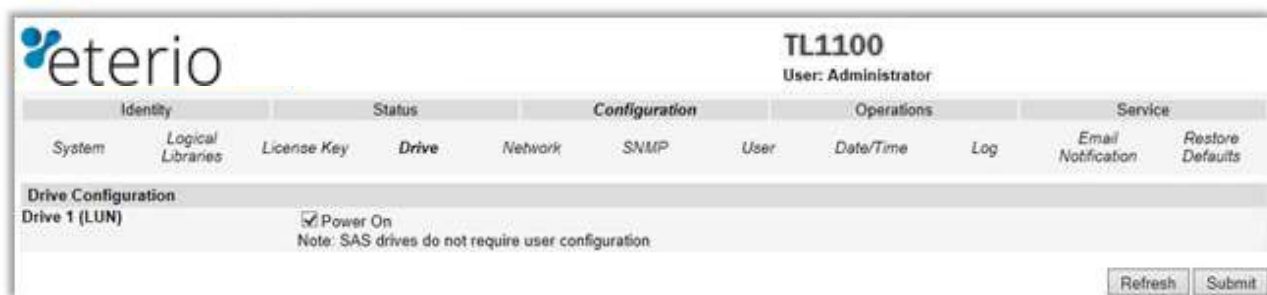 eterio
TL1100
User: Administrator
Identity Status Configuration Operations Service
System Logical Libraries License Key Drive Network SNMP User Date/Time Log Email Notification Restore Defaults
Drive Configuration
Drive 1 (LUN) Power On
Note: SAS drives do not require user configuration
Refresh Submit